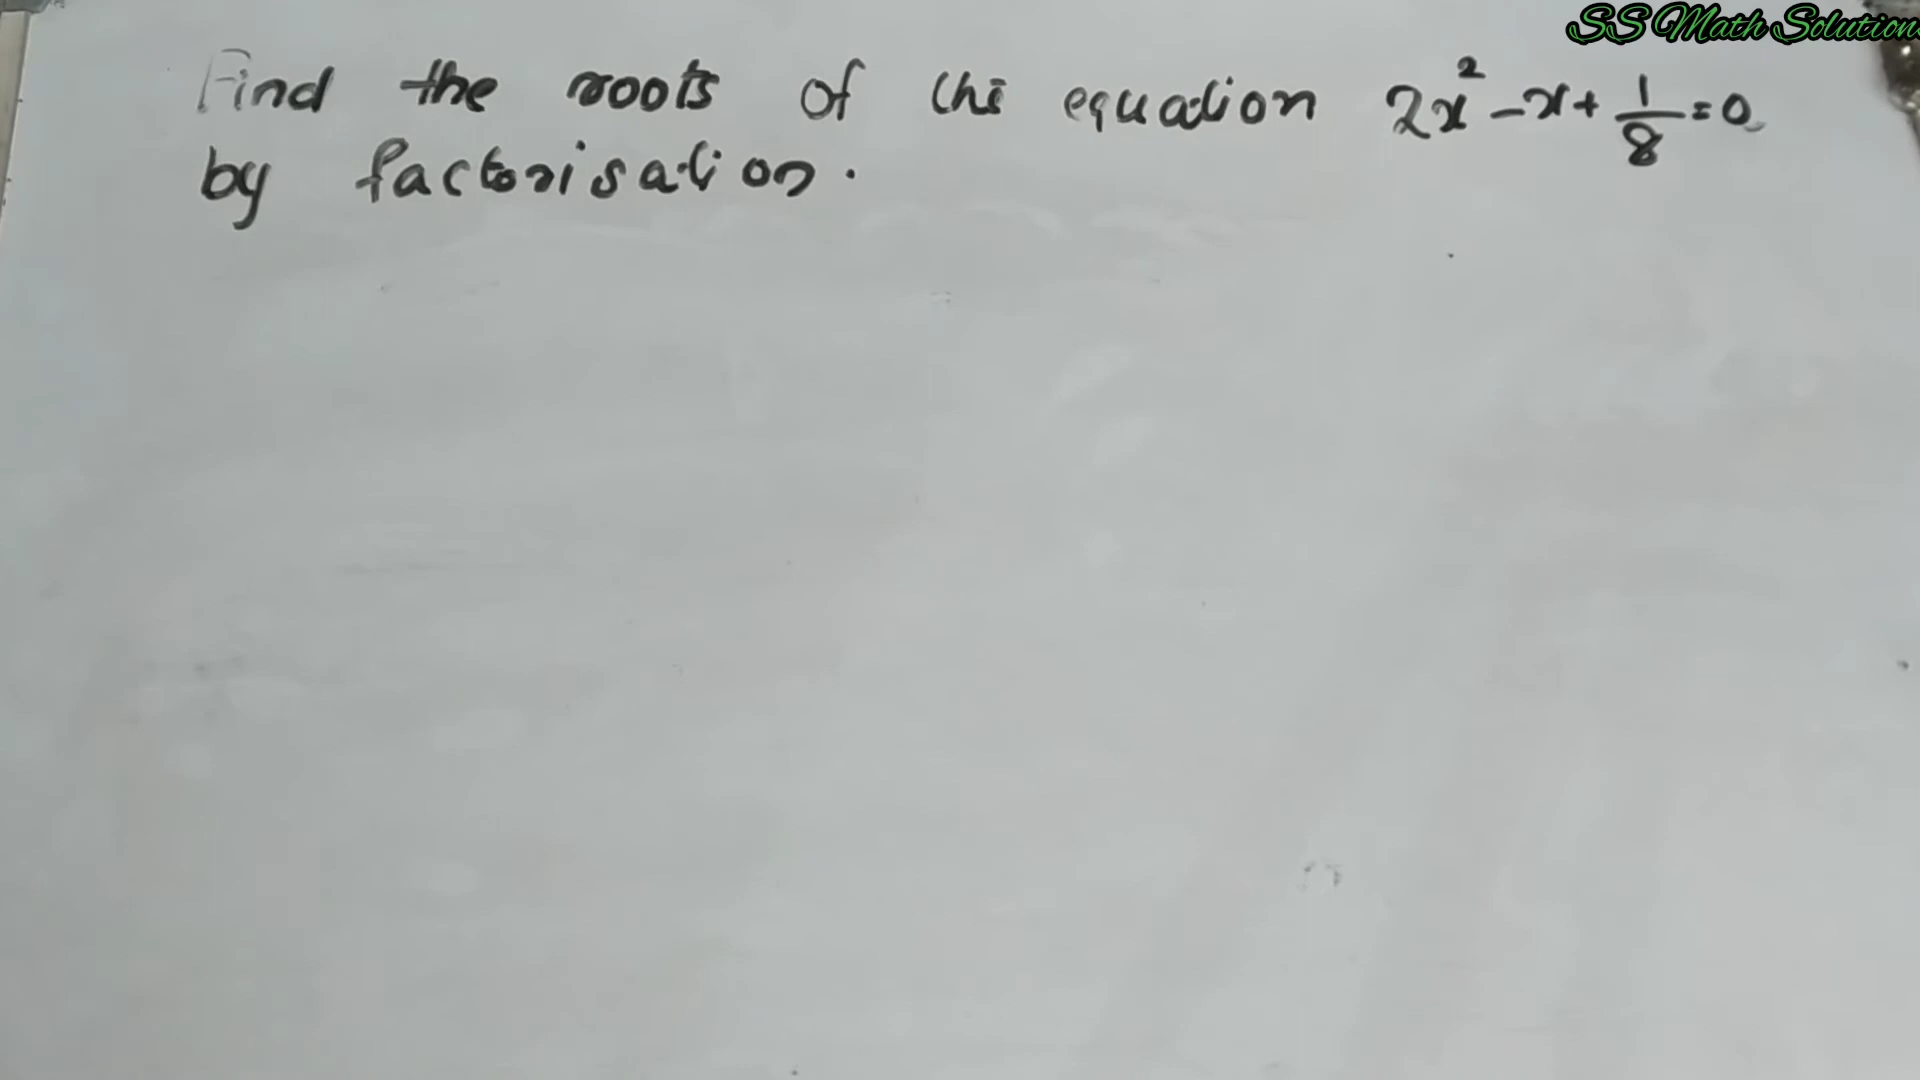 SS Math Solutions
Find the roots of the equation 2x² - x + 1/8 = 0
by factorisation.